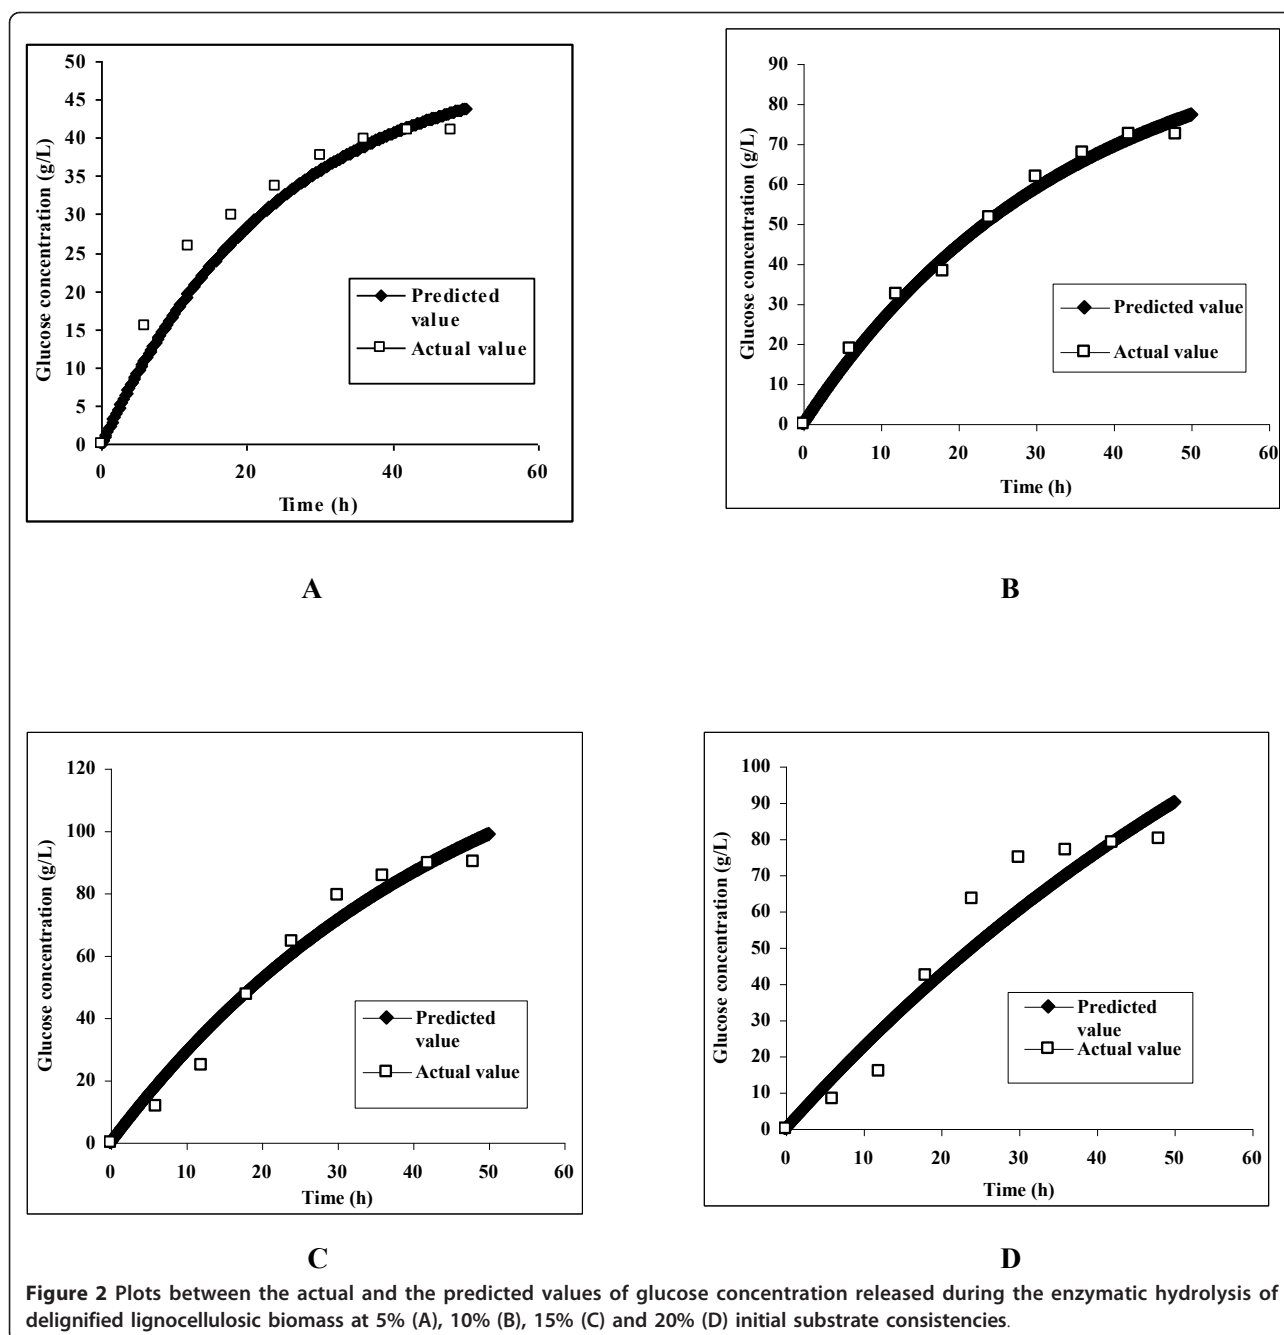 50
45
40
35
30
25
20
15
10
5
0
Glucose concentration (g/L)
Predicted
value
Actual value
0 20 40 60
Time (h)
A
90
80
70
60
50
40
30
20
10
0
Glucose concentration (g/L)
Predicted value
Actual value
0 10 20 30 40 50 60
Time (h)
B
120
100
80
60
40
20
0
Glucose concentration (g/L)
Predicted
value
Actual value
0 10 20 30 40 50 60
Time (h)
C
100
90
80
70
60
50
40
30
20
10
0
Glucose concentration (g/L)
Predicted
value
Actual value
0 10 20 30 40 50 60
Time (h)
D
Figure 2 Plots between the actual and the predicted values of glucose concentration released during the enzymatic hydrolysis of
delignified lignocellulosic biomass at 5% (A), 10% (B), 15% (C) and 20% (D) initial substrate consistencies.